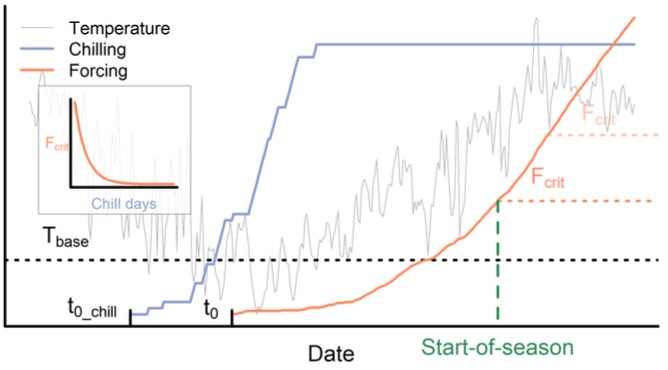 Temperature
Chilling
Forcing
Fcrit
Chill days
Fcrit
Fcrit
Tbase
t0_chill
t0
Date
Start-of-season